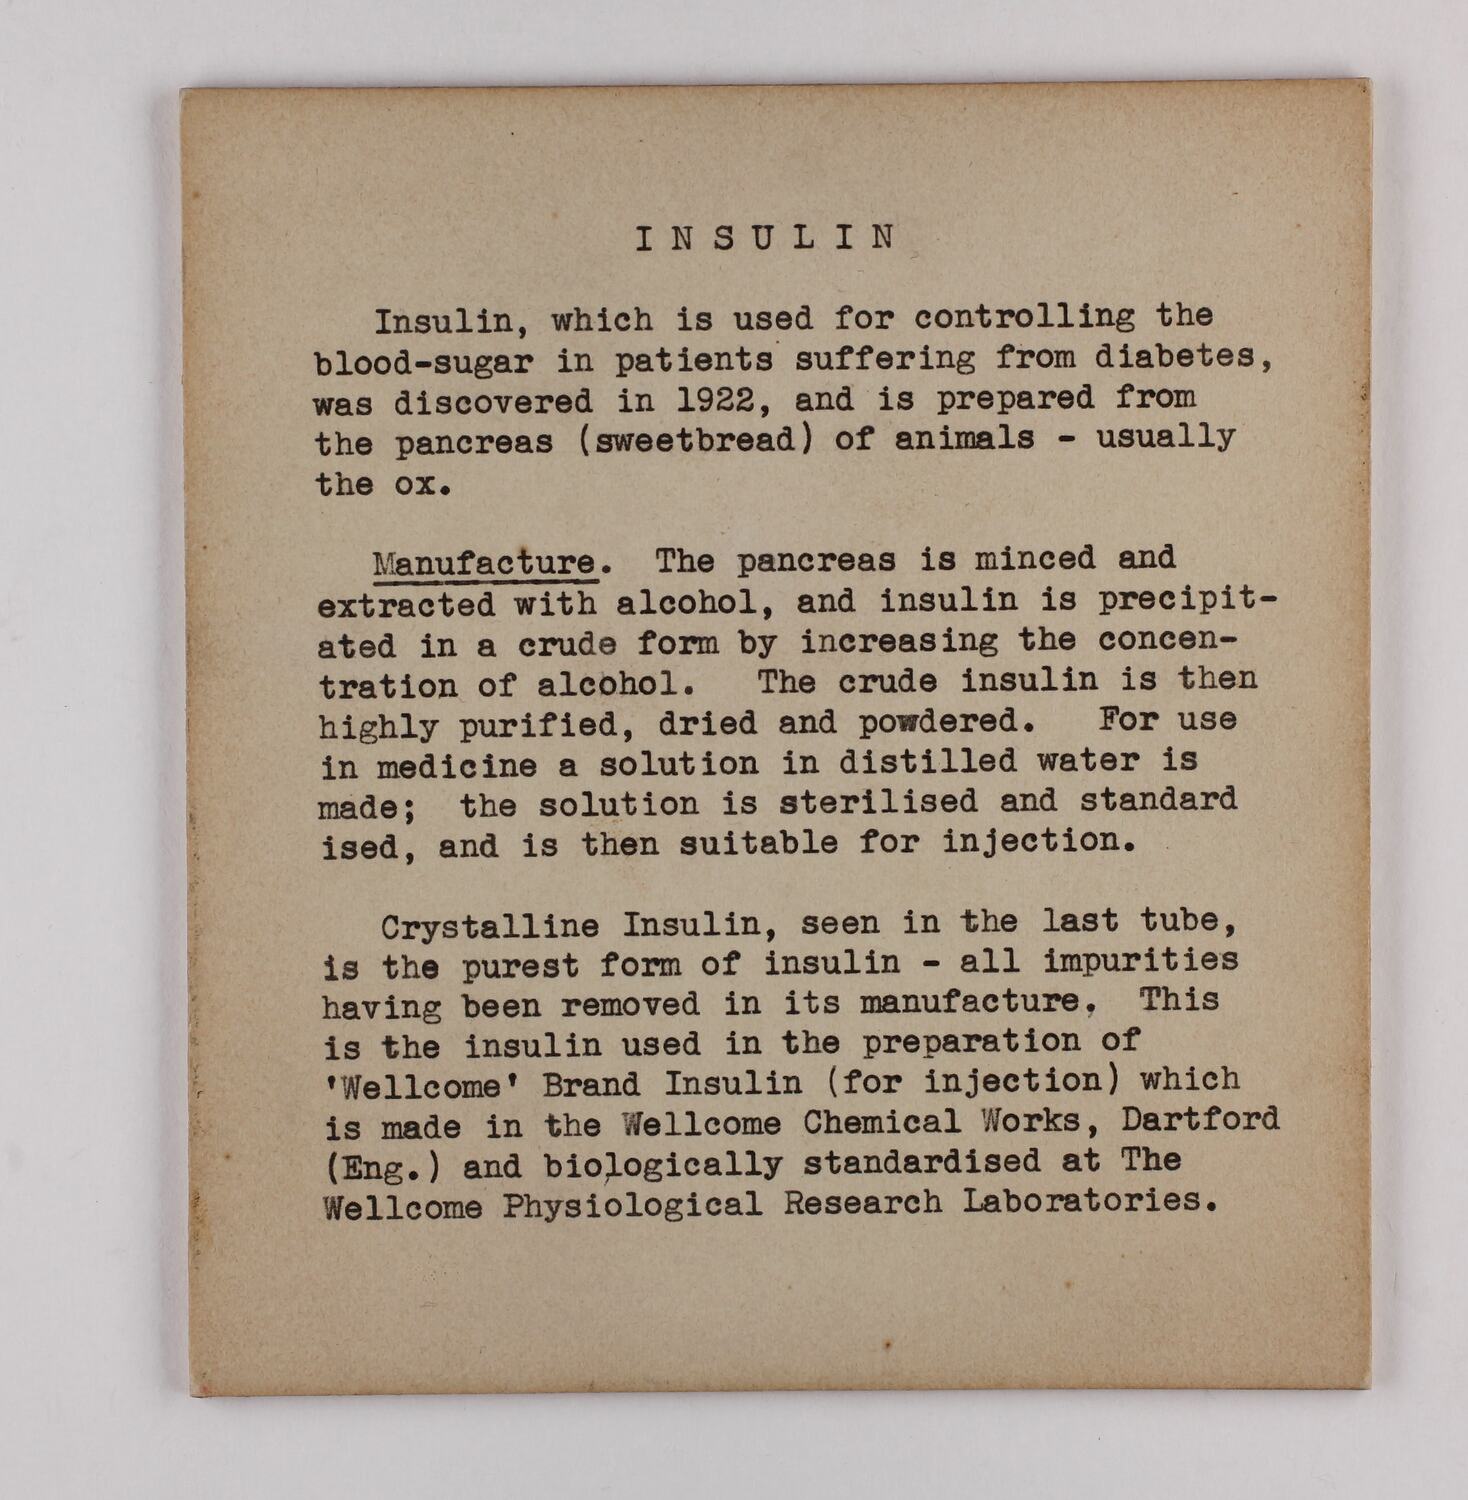 INSULIN
Insulin, which is used for controlling the
blood-sugar in patients suffering from diabetes,
was discovered in 1922, and is prepared from
the pancreas (sweetbread) of animals - usually
the ox.
Manufacture. The pancreas is minced and
extracted with alcohol, and insulin is precipit-
ated in a crude form by increasing the concen-
tration of alcohol. The crude insulin is then
highly purified, dried and powdered. For use
in medicine a solution in distilled water is
made; the solution is sterilised and standard
ised, and is then suitable for injection.
Crystalline Insulin, seen in the last tube,
is the purest form of insulin - all impurities
having been removed in its manufacture. This
is the insulin used in the preparation of
'Wellcome' Brand Insulin (for injection) which
is made in the Wellcome Chemical Works, Dartford
(Eng.) and biologically standardised at The
Wellcome Physiological Research Laboratories.